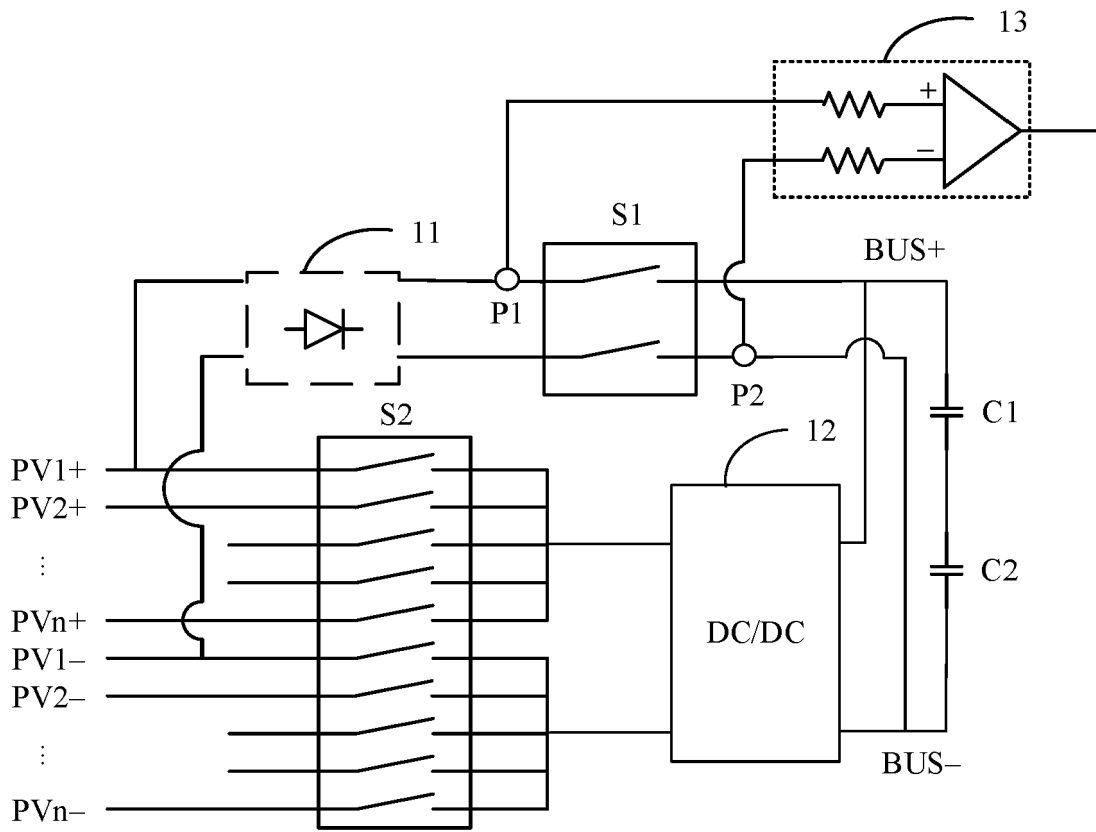 13
+
−
S1
11
BUS+
P1
P2
S2
12
C1
PV1+
PV2+
⋮
C2
PVn+
DC/DC
PV1−
PV2−
⋮
BUS−
PVn−